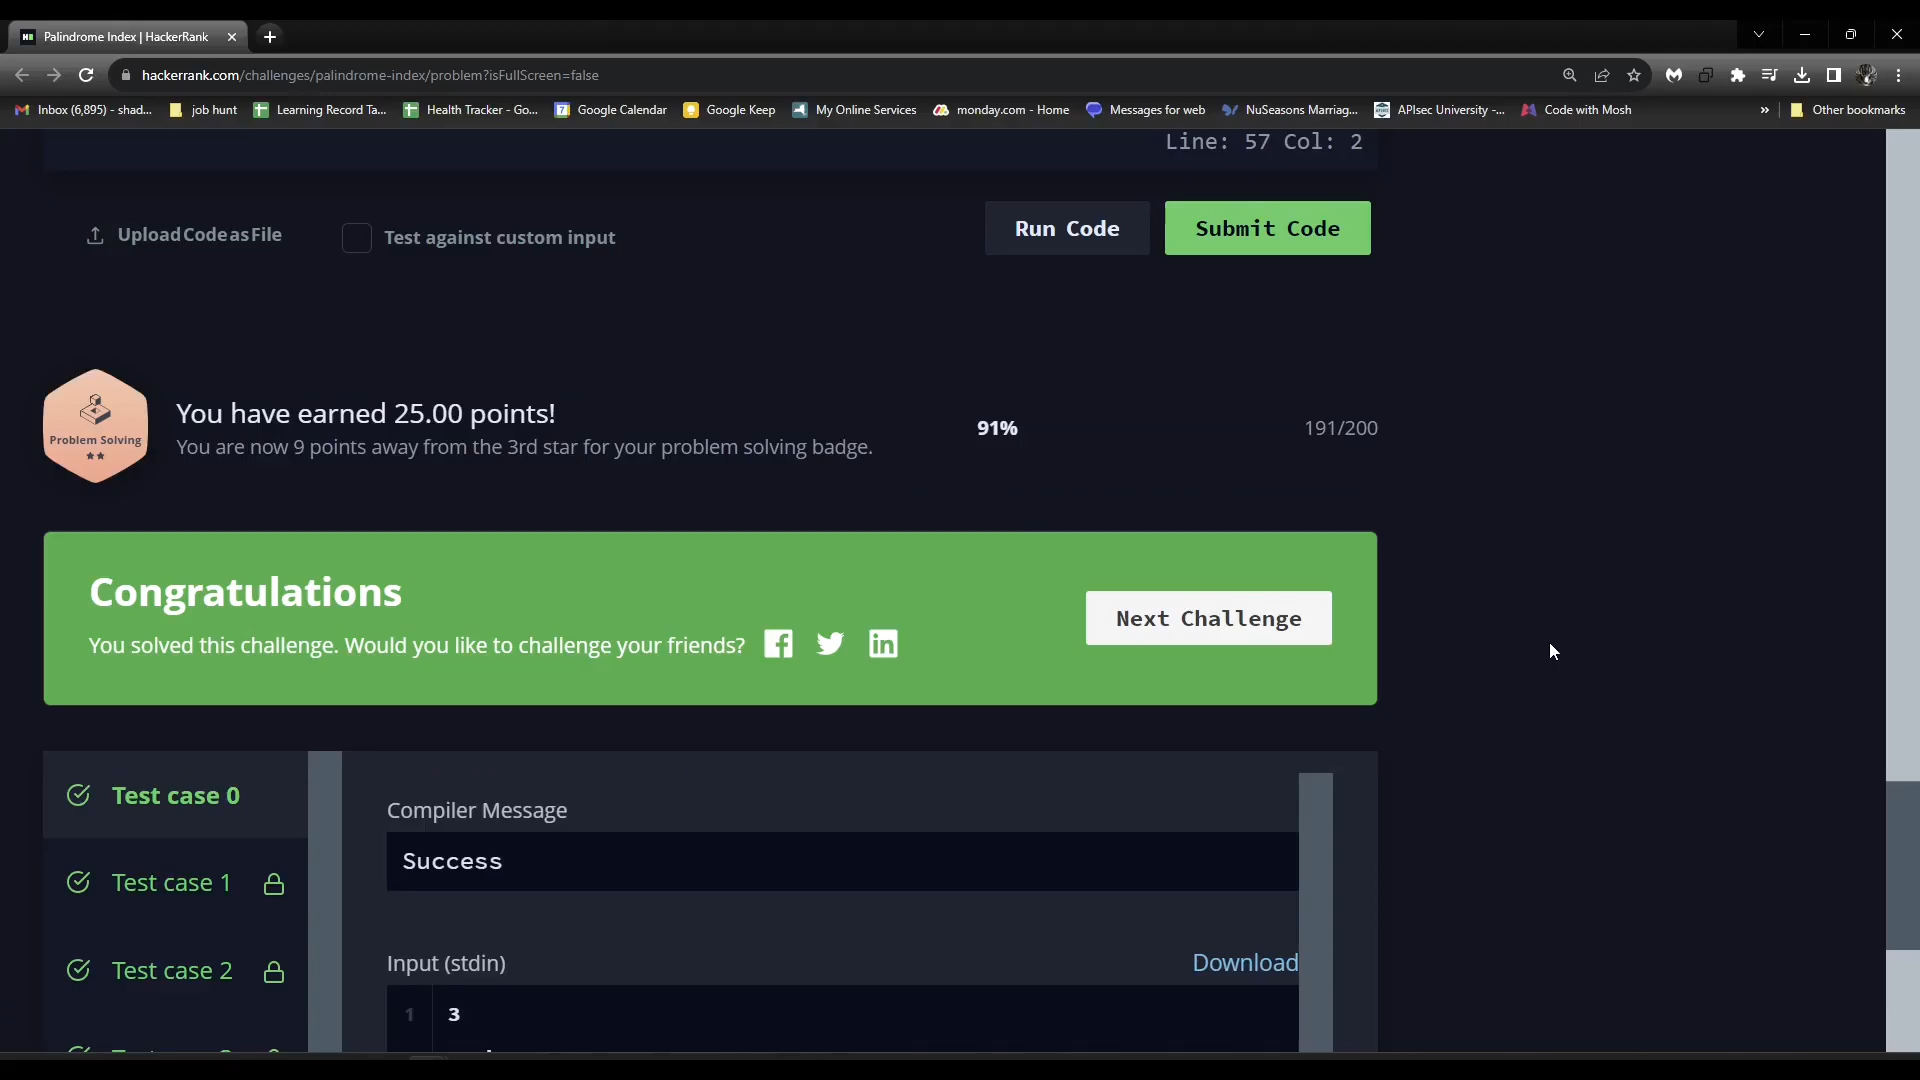 Palindrome Index | HackerRank
hackerrank.com/challenges/palindrome-index/problem?isFullScreen=false
Inbox (6,895) - shad... job hunt Learning Record Ta... Health Tracker - Go... Google Calendar Google Keep My Online Services monday.com - Home Messages for web NuSeasons Marriag... APIsec University -... Code with Mosh » Other bookmarks
Line: 57 Col: 2
Upload Code as File Test against custom input Run Code Submit Code
Problem Solving
You have earned 25.00 points!
You are now 9 points away from the 3rd star for your problem solving badge.
91% 191/200
Congratulations
You solved this challenge. Would you like to challenge your friends?
Next Challenge
Test case 0
Test case 1
Test case 2
Compiler Message
Success
Input (stdin) Download
1 3